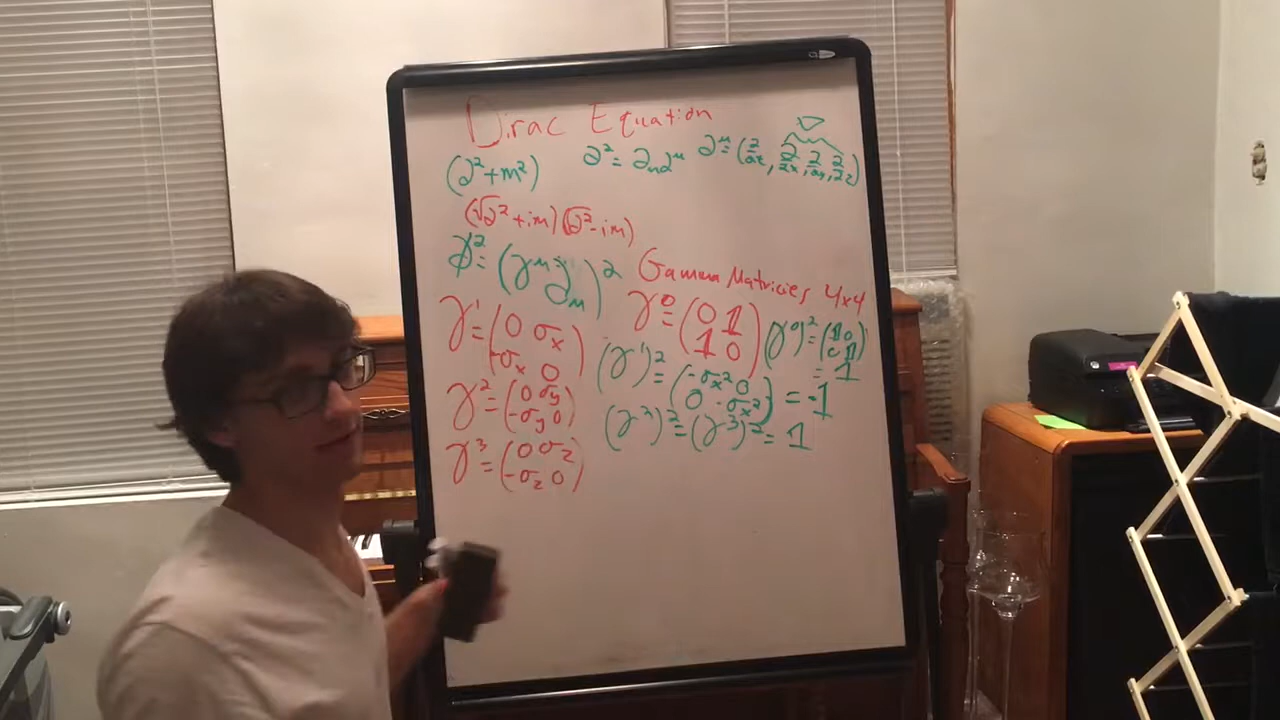 Dirac Equation
(∂²+m²) ∂²=∂μ∂^μ ∂^μ=(∂/∂t, ∂/∂x, ∂/∂y, ∂/∂z) ▽
(√∂²+im)(√∂²-im)
∂̸²=(γ^μ∂_μ)² Gamma Matricies 4x4
γ¹=(0 σx -σx 0) γ⁰=(0 1 1 0) (γ⁰)²=(1 0 0 1) =1
(γ¹)²=(-σx² 0 0 -σx²) =-1
γ²=(0 σy -σy 0) (γ²)²=(γ³)²=1
γ³=(0 σz -σz 0)